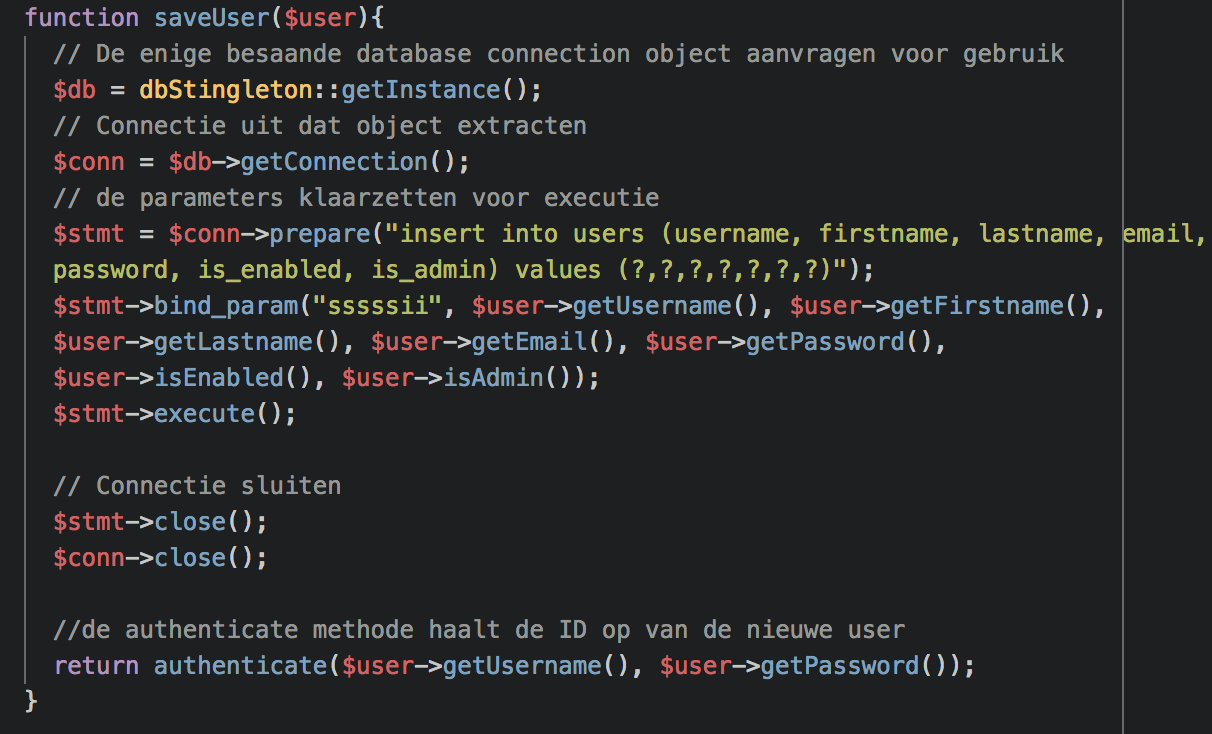 function saveUser($user){
// De enige besaande database connection object aanvragen voor gebruik
$db = dbStingleton::getInstance();
// Connectie uit dat object extracten
$conn = $db->getConnection();
// de parameters klaarzetten voor executie
$stmt = $conn->prepare("insert into users (username, firstname, lastname, email,
password, is_enabled, is_admin) values (?,?,?,?,?,?,?)");
$stmt->bind_param("sssssii", $user->getUsername(), $user->getFirstname(),
$user->getLastname(), $user->getEmail(), $user->getPassword(),
$user->isEnabled(), $user->isAdmin());
$stmt->execute();
// Connectie sluiten
$stmt->close();
$conn->close();
//de authenticate methode haalt de ID op van de nieuwe user
return authenticate($user->getUsername(), $user->getPassword());
}